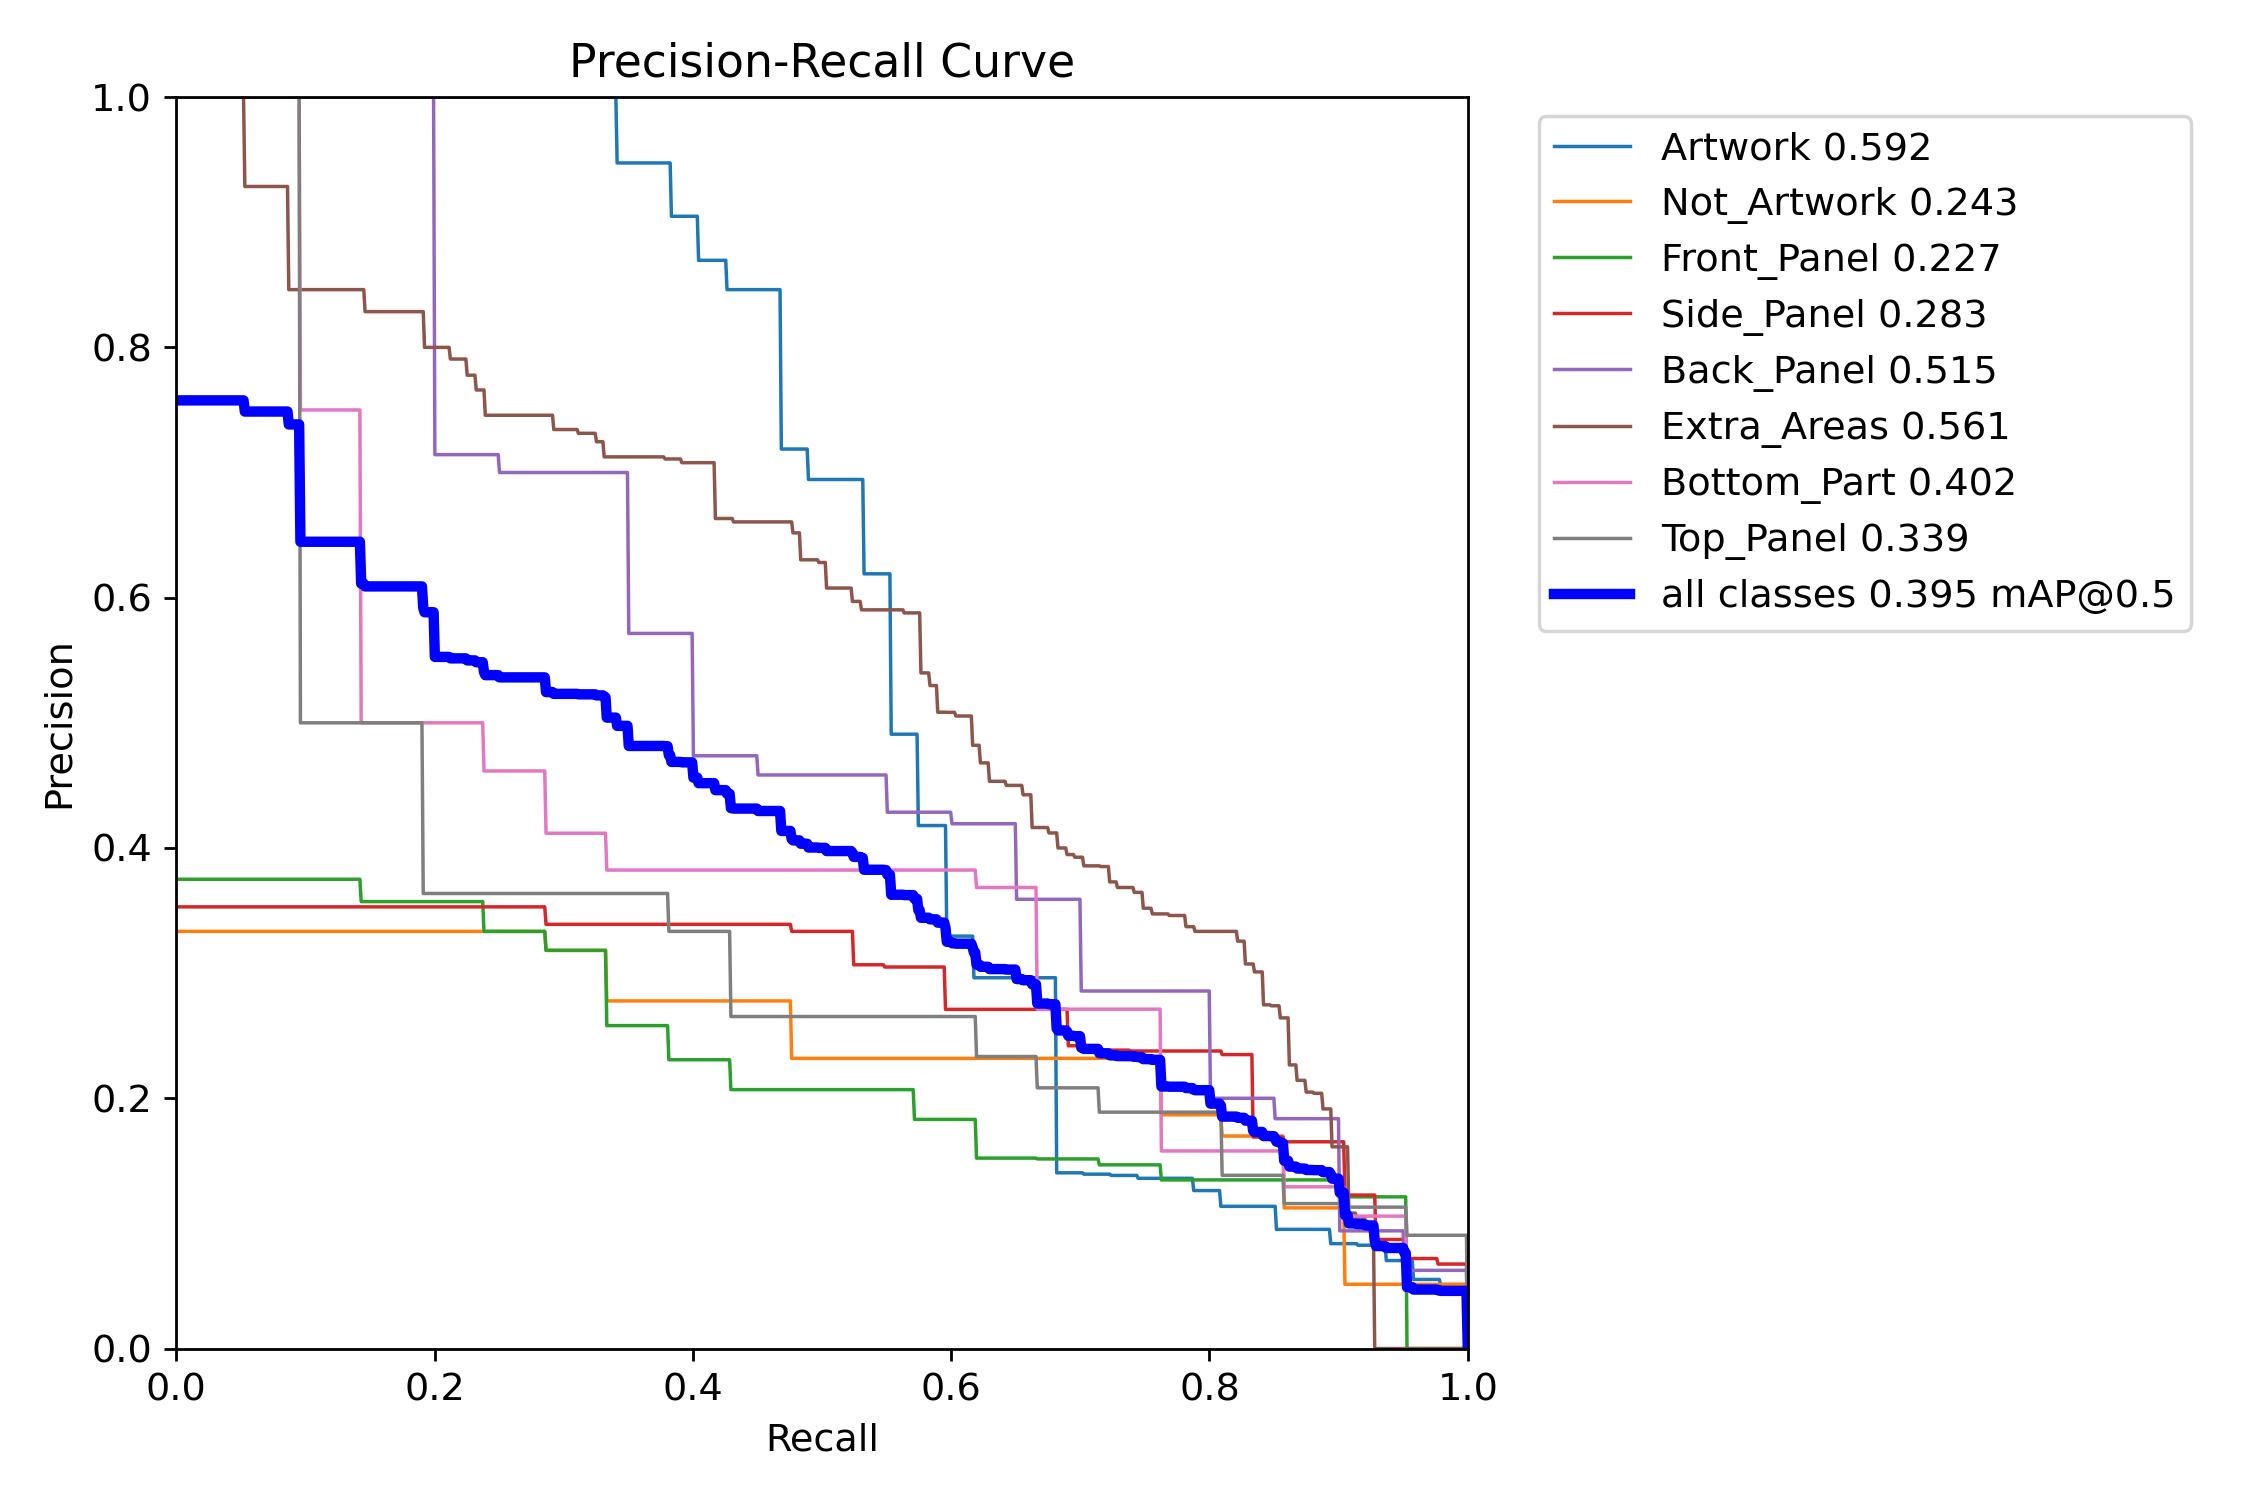 Precision-Recall Curve
1.0
0.8
0.6
0.4
0.2
0.0
Precision
0.0 0.2 0.4 0.6 0.8 1.0
Recall
Artwork 0.592
Not_Artwork 0.243
Front_Panel 0.227
Side_Panel 0.283
Back_Panel 0.515
Extra_Areas 0.561
Bottom_Part 0.402
Top_Panel 0.339
all classes 0.395 mAP@0.5